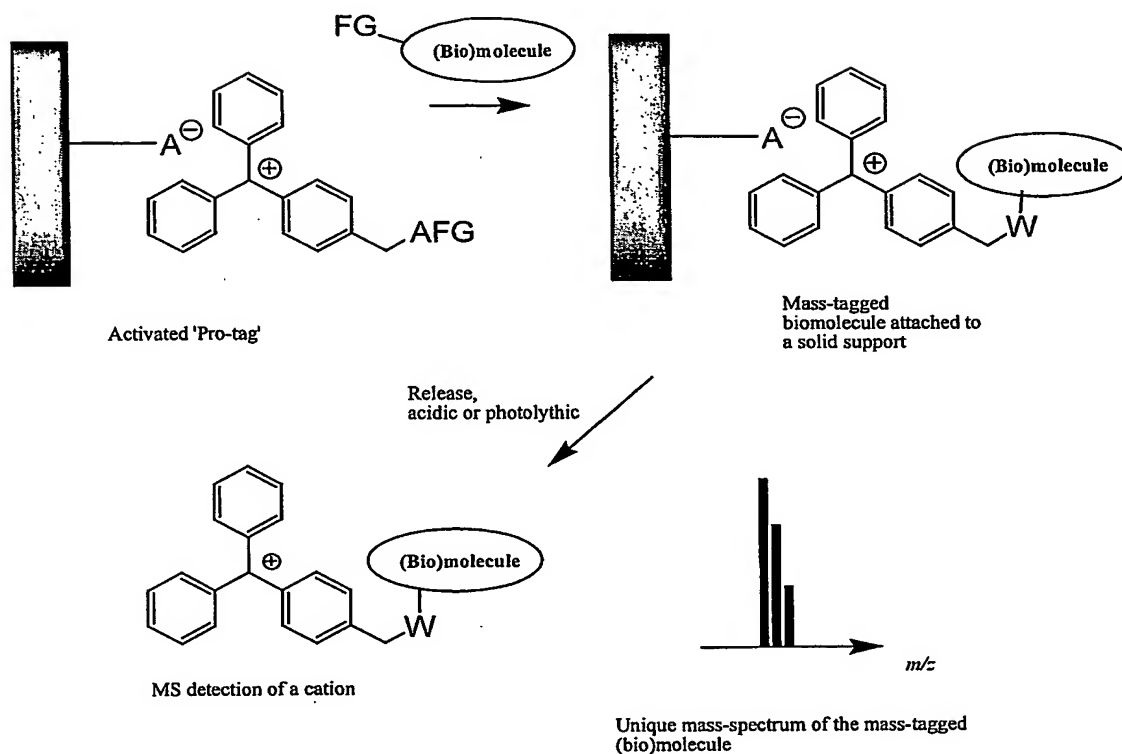 FG
(Bio)molecule
A⊖
⊕
AFG
Activated 'Pro-tag'
A⊖
⊕
(Bio)molecule
W
Mass-tagged
biomolecule attached to
a solid support
Release,
acidic or photolythic
⊕
(Bio)molecule
W
MS detection of a cation
m/z
Unique mass-spectrum of the mass-tagged
(bio)molecule